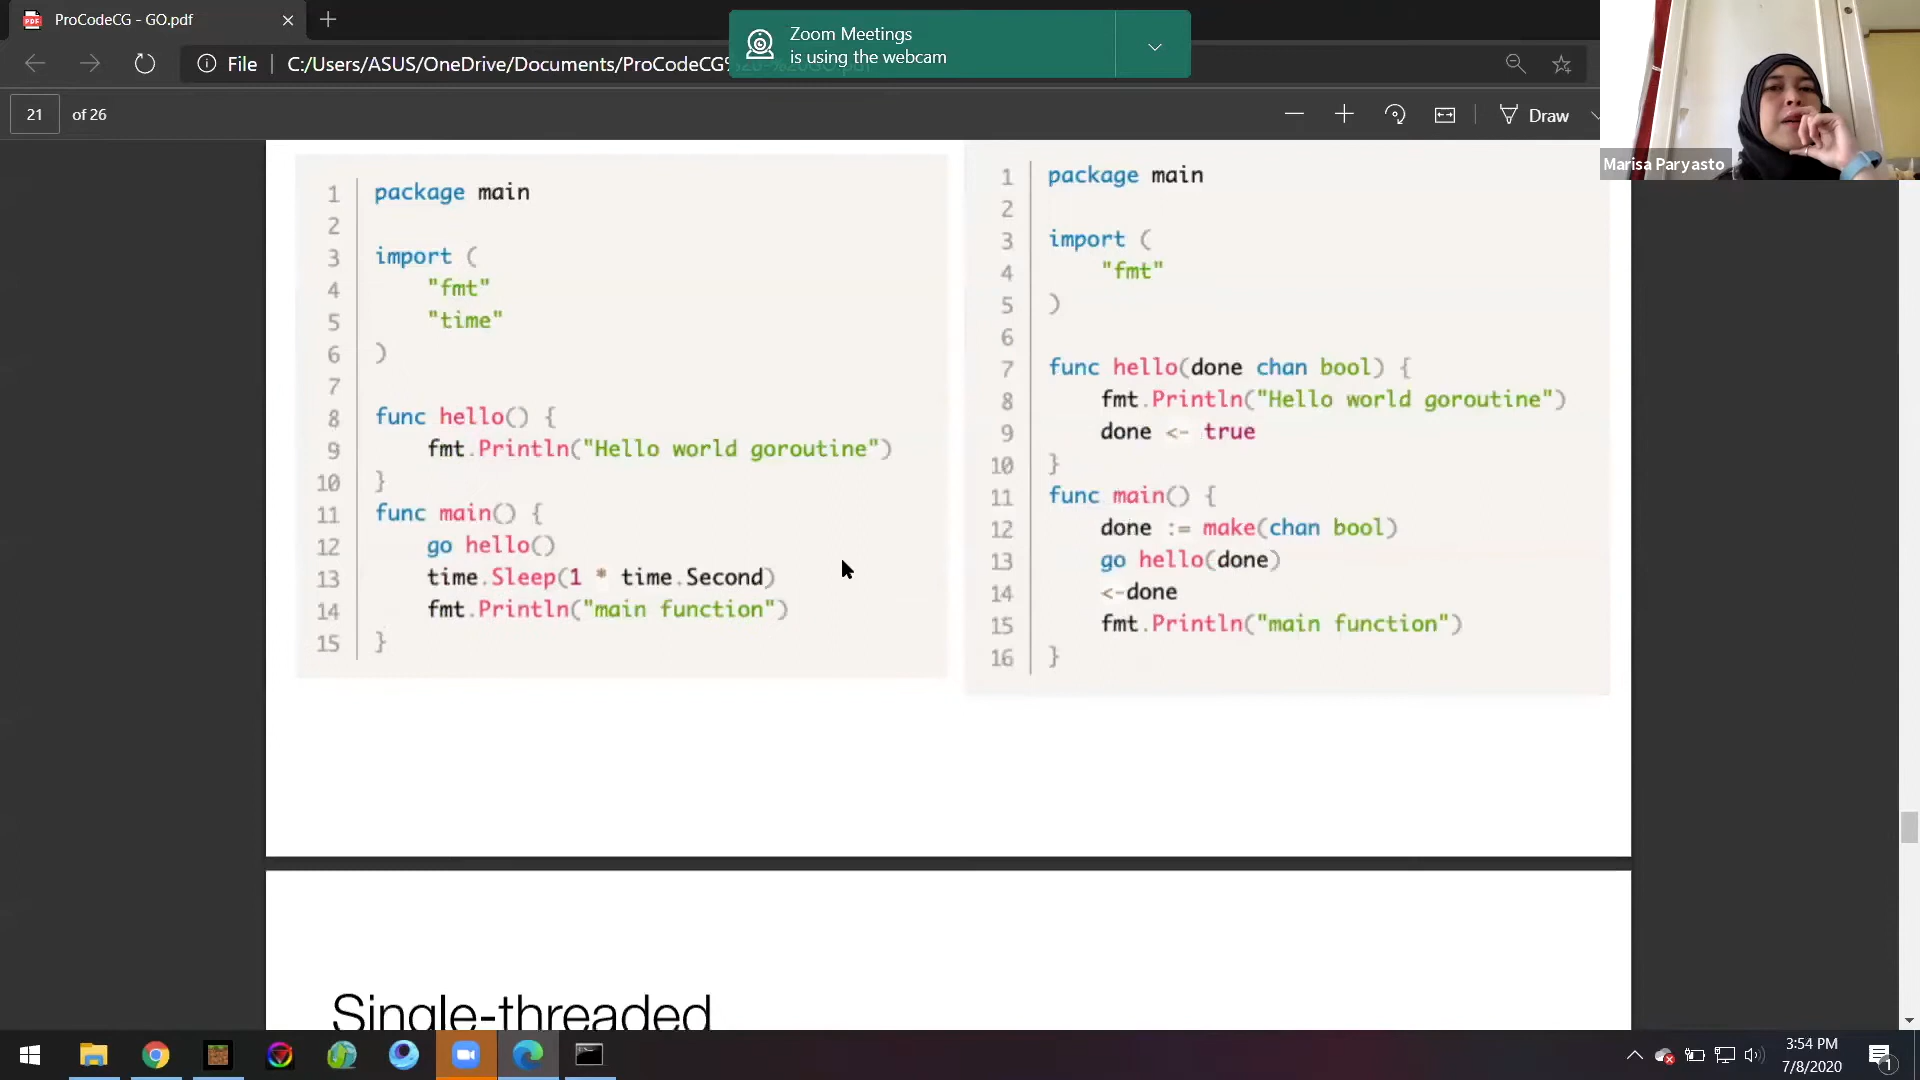 ProCodeCG - GO.pdf
Zoom Meetings
is using the webcam
File
C:/Users/ASUS/OneDrive/Documents/ProCodeCG
21 of 26
Draw
Marisa Paryasto
1 package main
2
3 import (
4 "fmt"
5 "time"
6 )
7
8 func hello() {
9 fmt.Println("Hello world goroutine")
10 }
11 func main() {
12 go hello()
13 time.Sleep(1 * time.Second)
14 fmt.Println("main function")
15 }
1 package main
2
3 import (
4 "fmt"
5 )
6
7 func hello(done chan bool) {
8 fmt.Println("Hello world goroutine")
9 done <- true
10 }
11 func main() {
12 done := make(chan bool)
13 go hello(done)
14 <-done
15 fmt.Println("main function")
16 }
Single-threaded
3:54 PM
7/8/2020
1